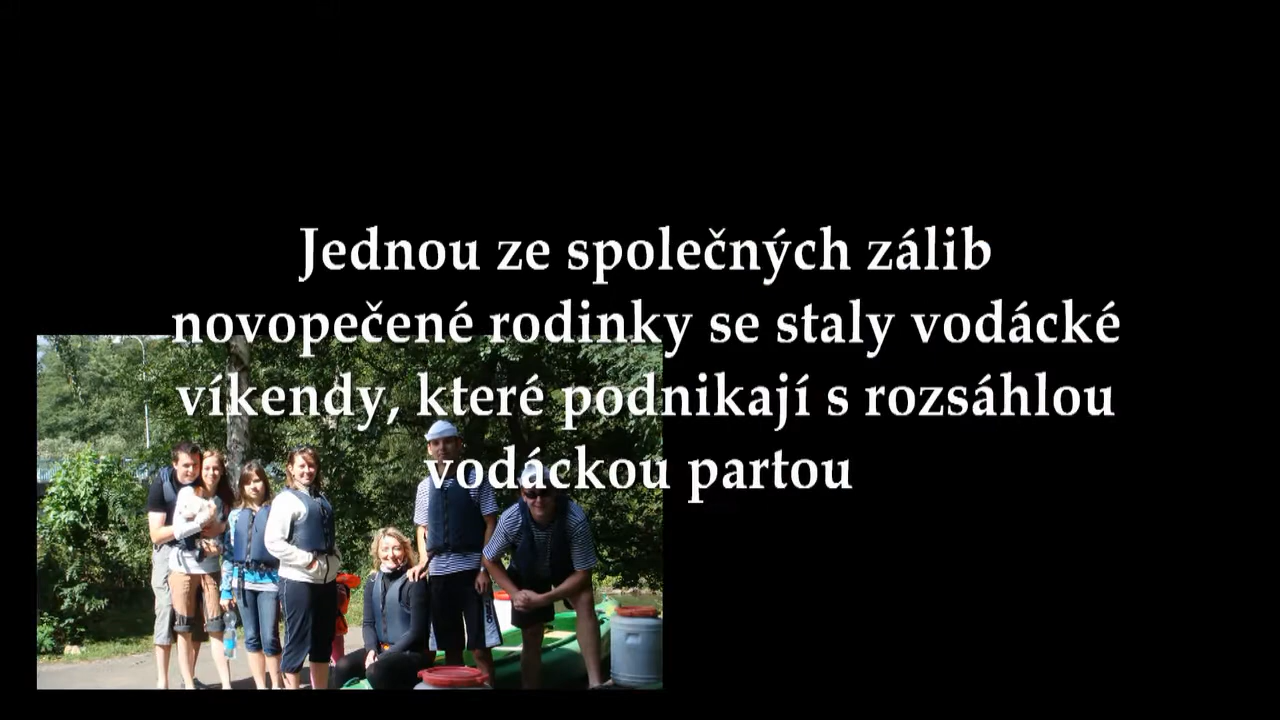 Jednou ze společných zálib
novopečené rodinky se staly vodácké
víkendy, které podnikají s rozsáhlou
vodáckou partou